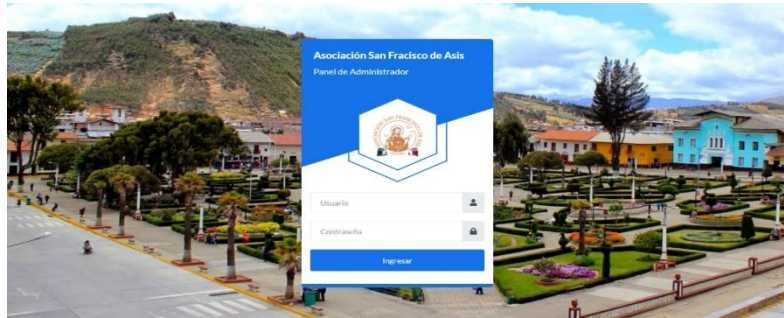 Asociación San Fracisco de Asis
Panel de Administrador
Usuario
Contraseña
Ingresar